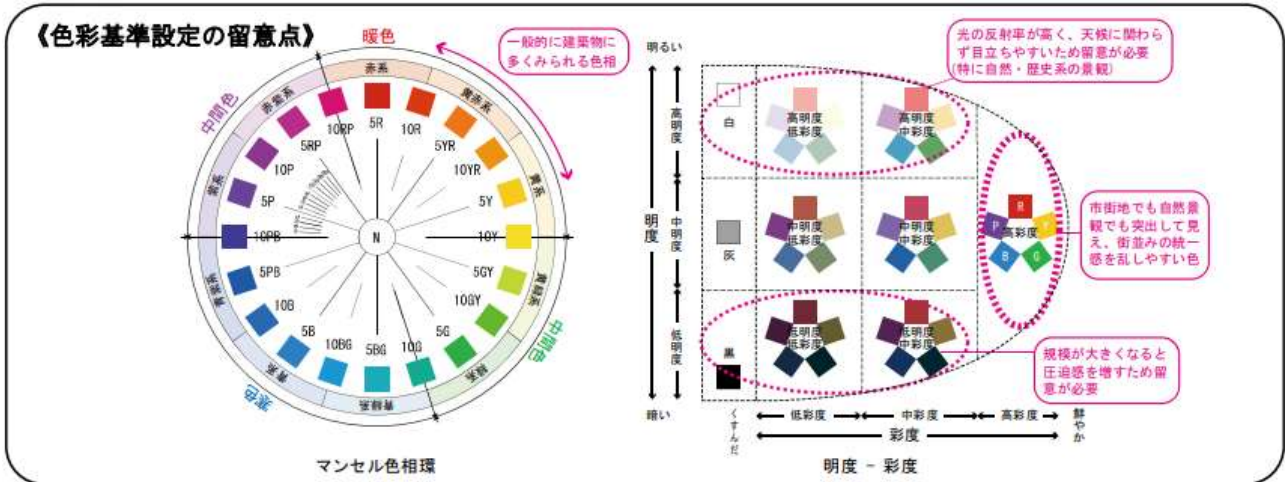 《色彩基準設定の留意点》
暖色
一般的に建築物に
多くみられる色相
赤系
黄赤系
黄系
黄緑系
緑系
青緑系
青系
青紫系
紫系
赤紫系
中間色
中間色
寒色
5R
10R
5YR
10YR
5Y
10Y
5GY
10GY
5G
10G
5BG
10BG
5B
10B
5PB
10PB
5P
10P
5RP
10RP
N
マンセル色相環
明るい
高明度
中明度
低明度
明度
暗い
白
灰
黒
高明度
低彩度
高明度
中彩度
中明度
低彩度
中明度
中彩度
低明度
低彩度
低明度
中彩度
R
P
Y
高彩度
B
G
光の反射率が高く、天候に関わら
ず目立ちやすいため留意が必要
(特に自然・歴史系の景観)
市街地でも自然景
観でも突出して見
え、街並みの統一
感を乱しやすい色
規模が大きくなると
圧迫感を増すため留
意が必要
くすんだ
低彩度
中彩度
高彩度
鮮やか
彩度
明度 - 彩度